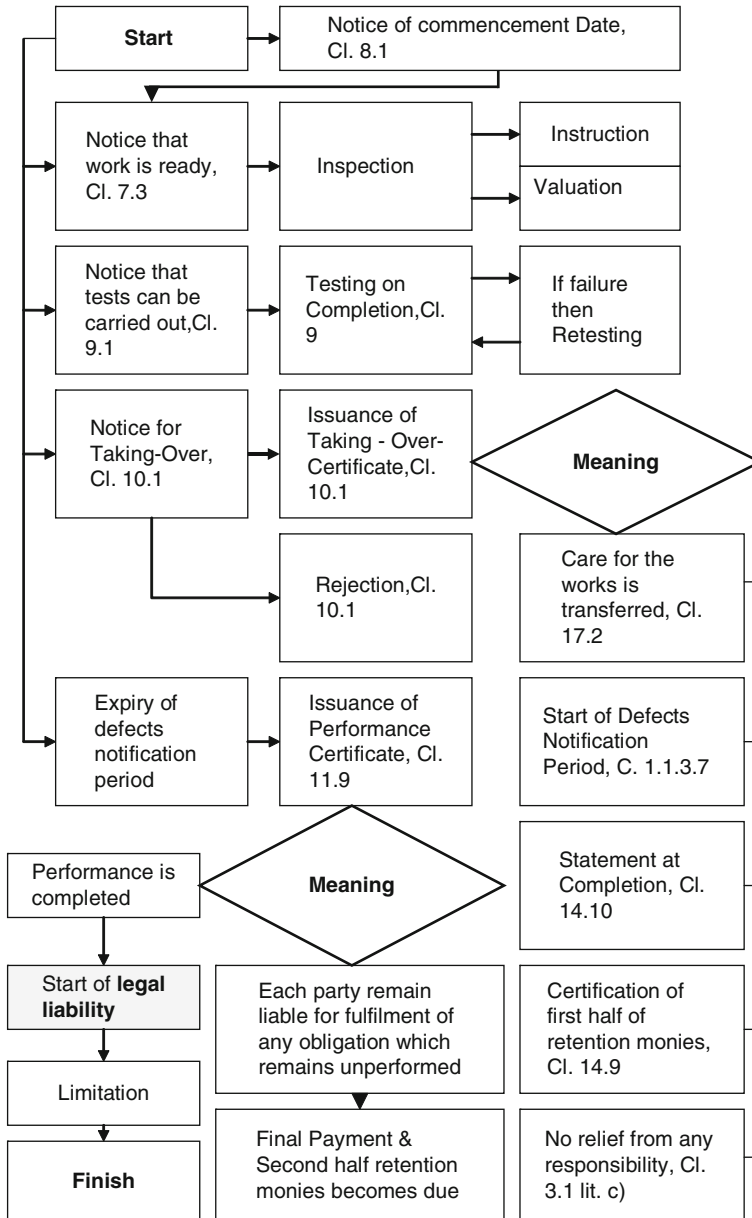 Start
Notice of commencement Date,
Cl. 8.1
Notice that
work is ready,
Cl. 7.3
Inspection
Instruction
Valuation
Notice that
tests can be
carried out,Cl.
9.1
Testing on
Completion,Cl.
9
If failure
then
Retesting
Notice for
Taking-Over,
Cl. 10.1
Issuance of
Taking - Over-
Certificate,Cl.
10.1
Meaning
Rejection,Cl.
10.1
Care for the
works is
transferred, Cl.
17.2
Expiry of
defects
notification
period
Issuance of
Performance
Certificate, Cl.
11.9
Start of Defects
Notification
Period, C. 1.1.3.7
Performance is
completed
Meaning
Statement at
Completion, Cl.
14.10
Start of legal
liability
Each party remain
liable for fulfilment of
any obligation which
remains unperformed
Certification of
first half of
retention monies,
Cl. 14.9
Limitation
Finish
Final Payment &
Second half retention
monies becomes due
No relief from any
responsibility, Cl.
3.1 lit. c)